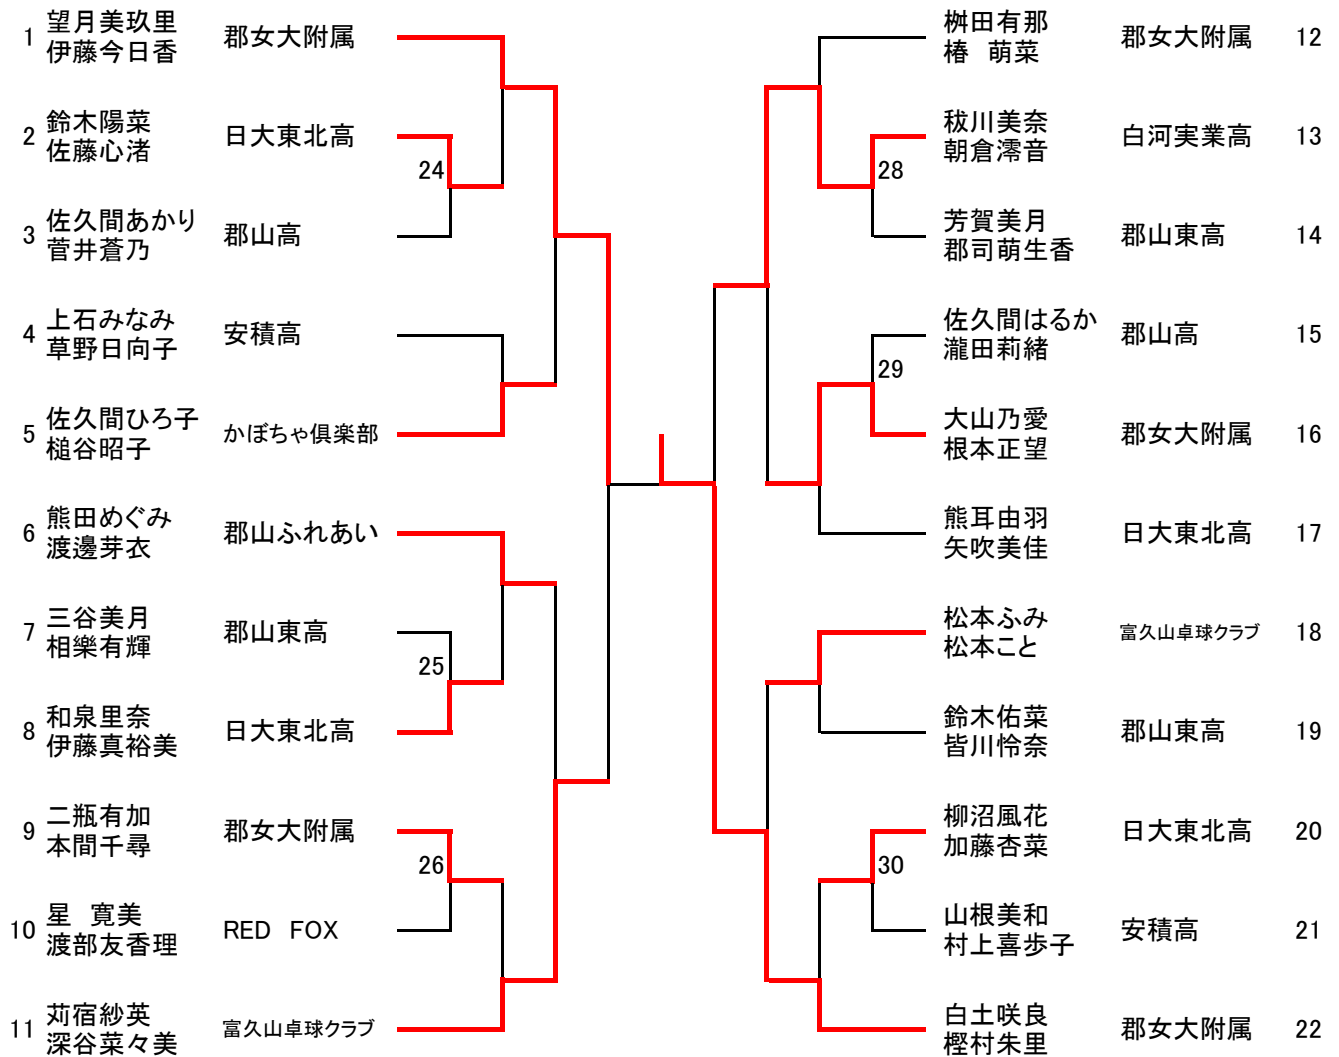 1 望月美玖里 伊藤今日香 郡女大附属
2 鈴木陽菜 佐藤心渚 日大東北高
24
3 佐久間あかり 菅井蒼乃 郡山高
4 上石みなみ 草野日向子 安積高
5 佐久間ひろ子 槌谷昭子 かぼちゃ倶楽部
6 熊田めぐみ 渡邊芽衣 郡山ふれあい
7 三谷美月 相樂有輝 郡山東高
25
8 和泉里奈 伊藤真裕美 日大東北高
9 二瓶有加 本間千尋 郡女大附属
26
10 星 寛美 渡部友香理 RED FOX
11 苅宿紗英 深谷菜々美 富久山卓球クラブ
桝田有那 椿 萌菜 郡女大附属 12
秡川美奈 朝倉澪音 白河実業高 13
28
芳賀美月 郡司萌生香 郡山東高 14
佐久間はるか 瀧田莉緒 郡山高 15
29
大山乃愛 根本正望 郡女大附属 16
熊耳由羽 矢吹美佳 日大東北高 17
松本ふみ 松本こと 富久山卓球クラブ 18
鈴木佑菜 皆川怜奈 郡山東高 19
柳沼風花 加藤杏菜 日大東北高 20
30
山根美和 村上喜歩子 安積高 21
白土咲良 樫村朱里 郡女大附属 22